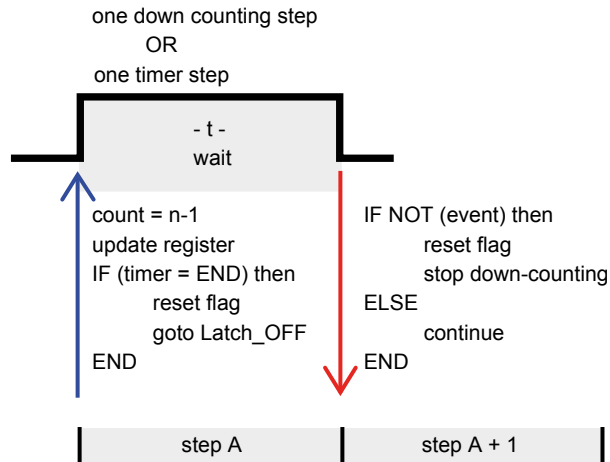 one down counting step
OR
one timer step
- t -
wait
count = n-1
update register
IF (timer = END) then
reset flag
goto Latch_OFF
END
IF NOT (event) then
reset flag
stop down-counting
ELSE
continue
END
step A
step A + 1